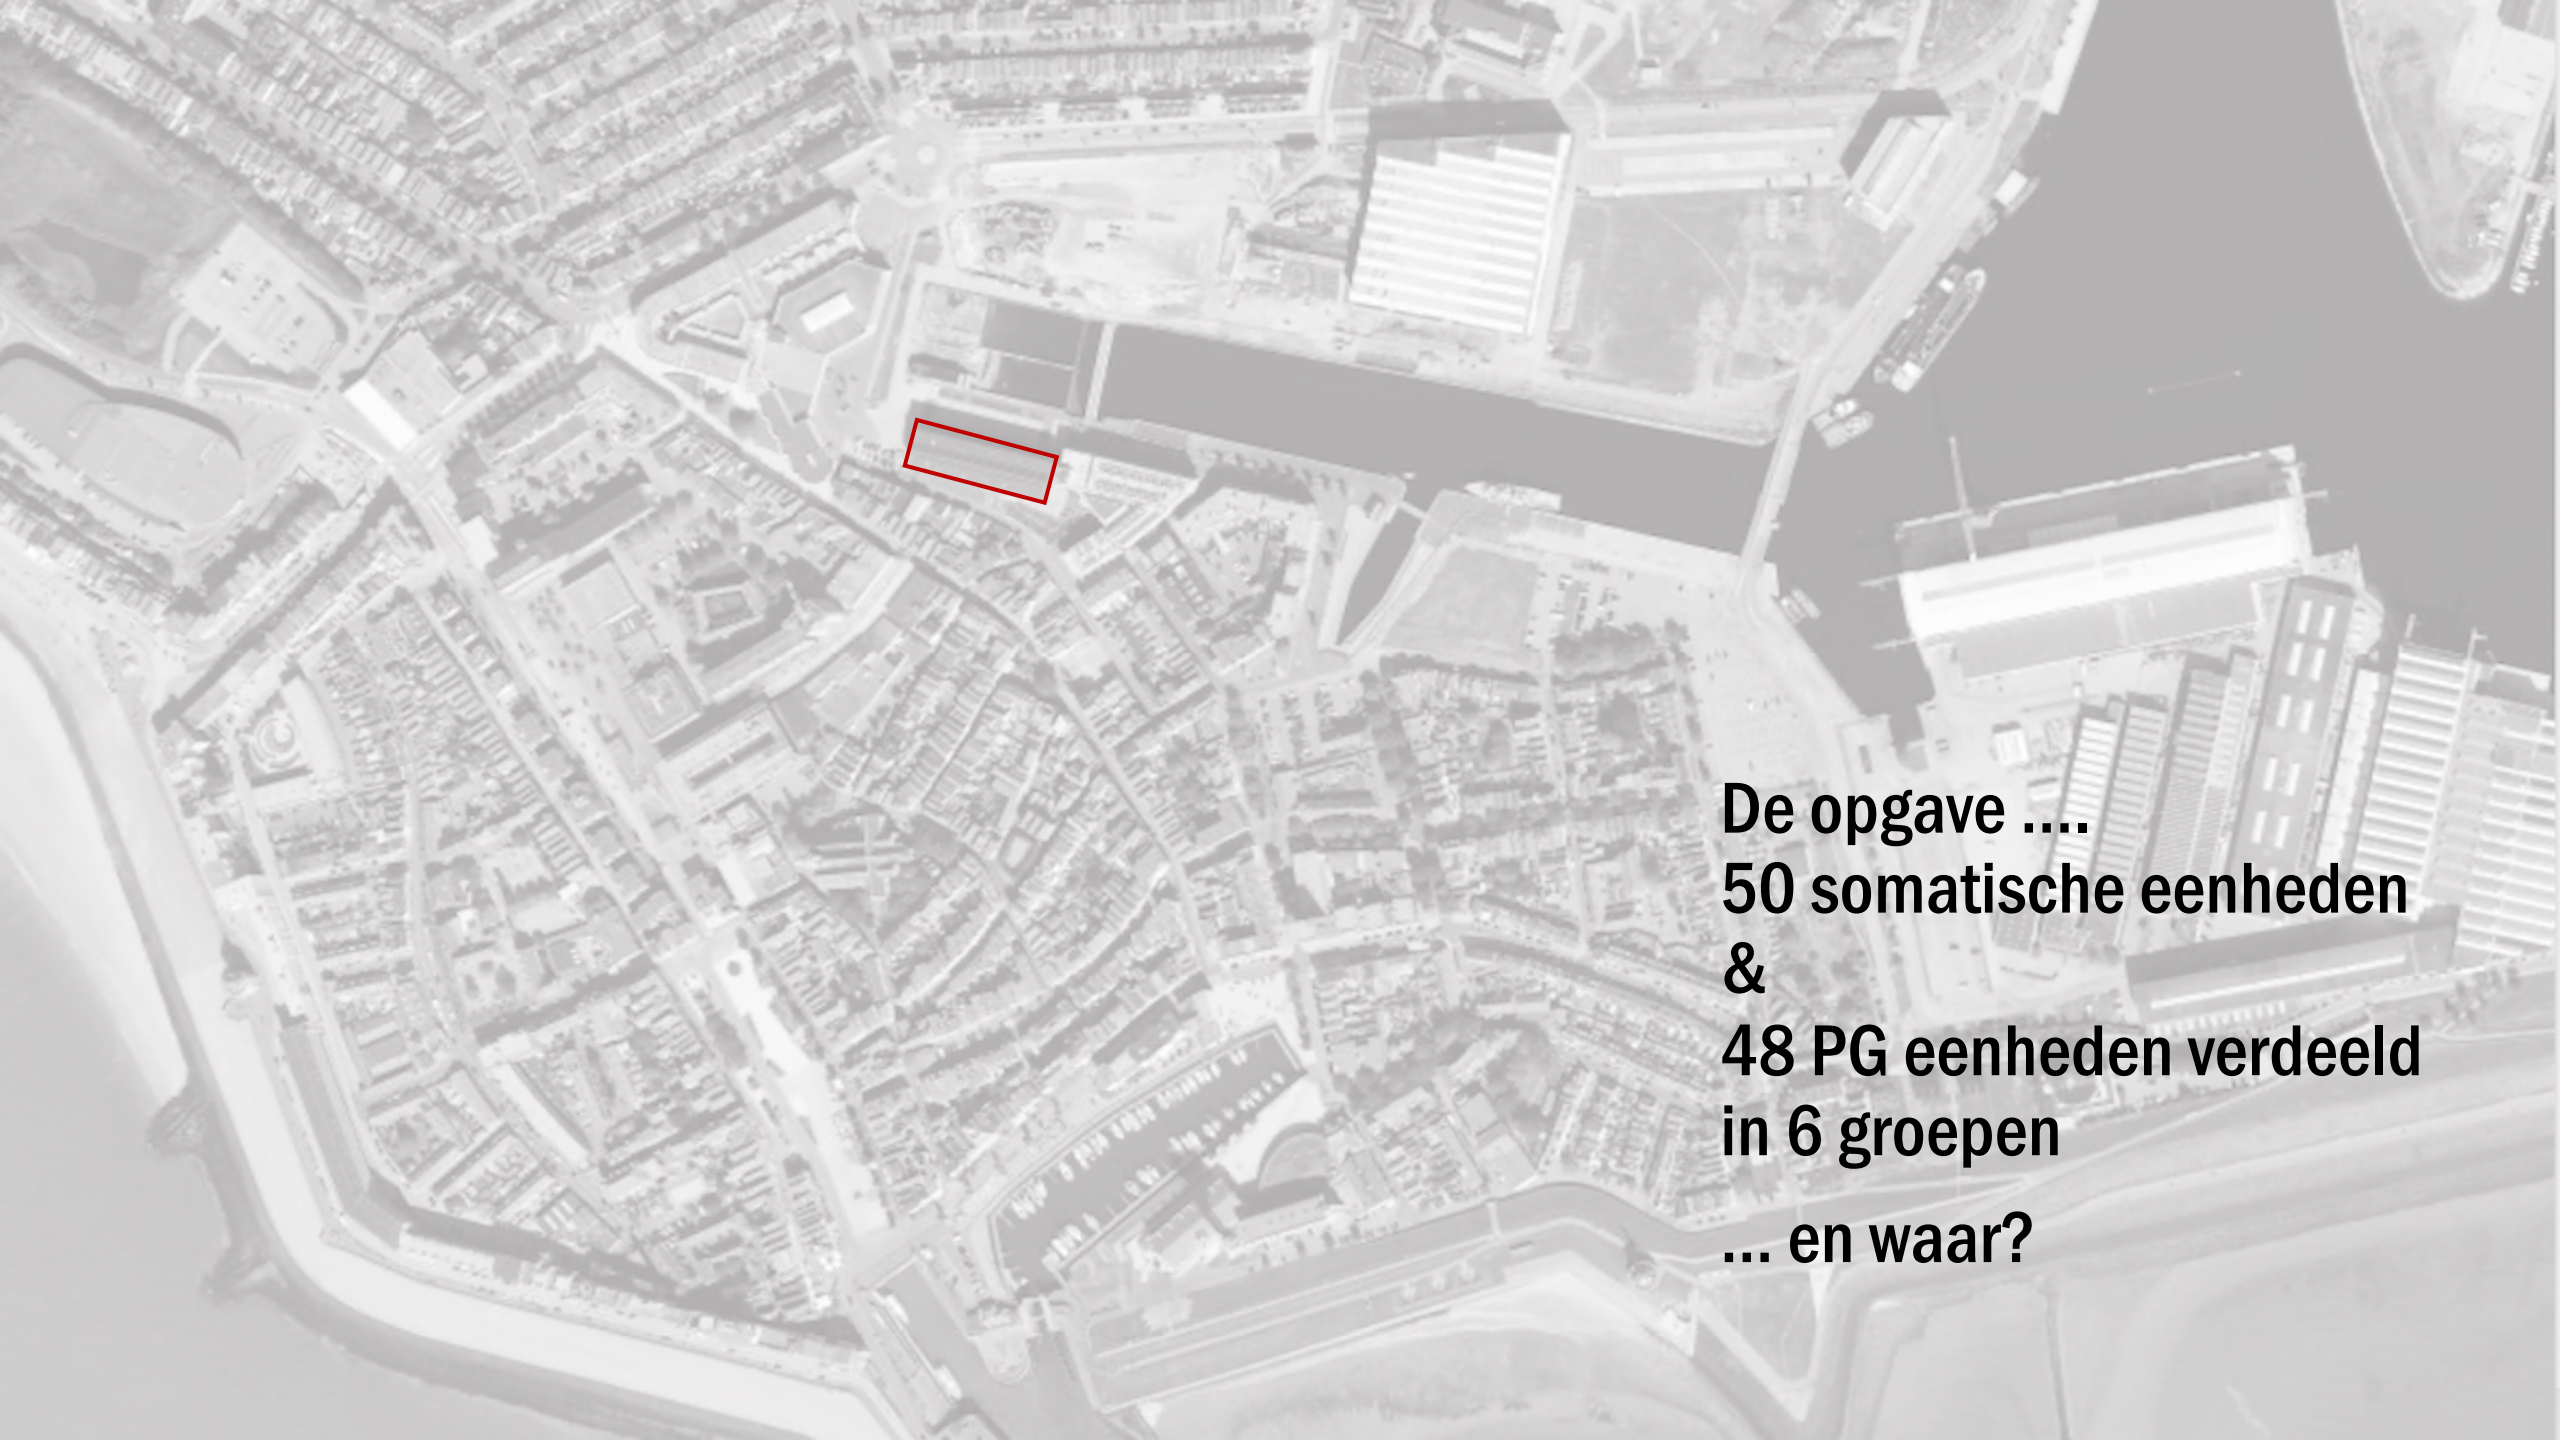 De opgave ....
50 somatische eenheden
&
48 PG eenheden verdeeld
in 6 groepen
... en waar?